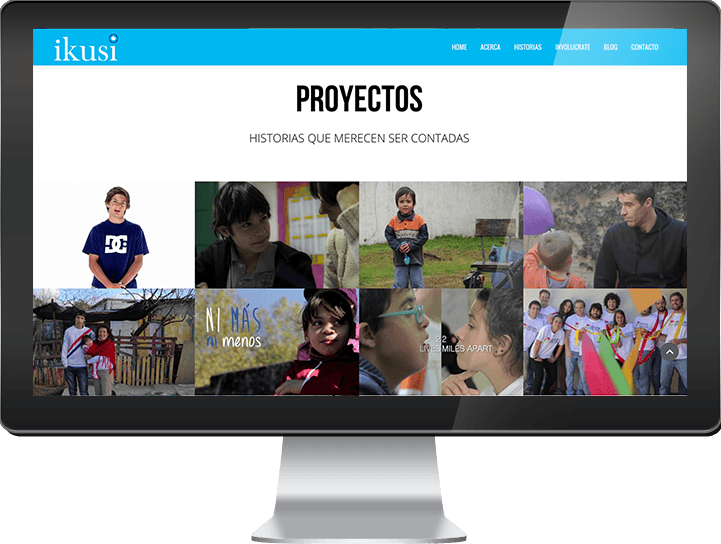 ikusi
HOME ACERCA HISTORIAS INVOLUCRATE BLOG CONTACTO
PROYECTOS
HISTORIAS QUE MERECEN SER CONTADAS
DC
NI MÁS
ni menos
22
LIVES MILES APART